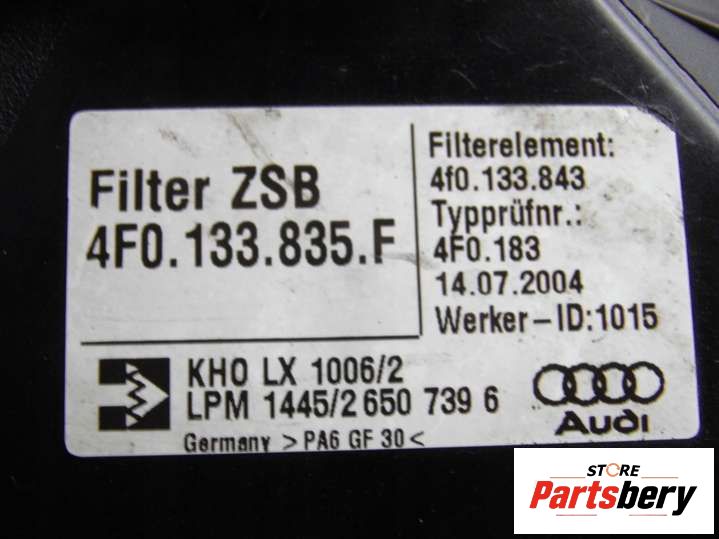 Filter ZSB
4F0.133.835.F
Filterelement:
4f0.133.843
Typprüfnr.:
4F0.183
14.07.2004
Werker-ID:1015
KHO LX 1006/2
LPM 1445/2 650 739 6
Germany >PA6 GF 30<
Audi
STORE
Partsbery